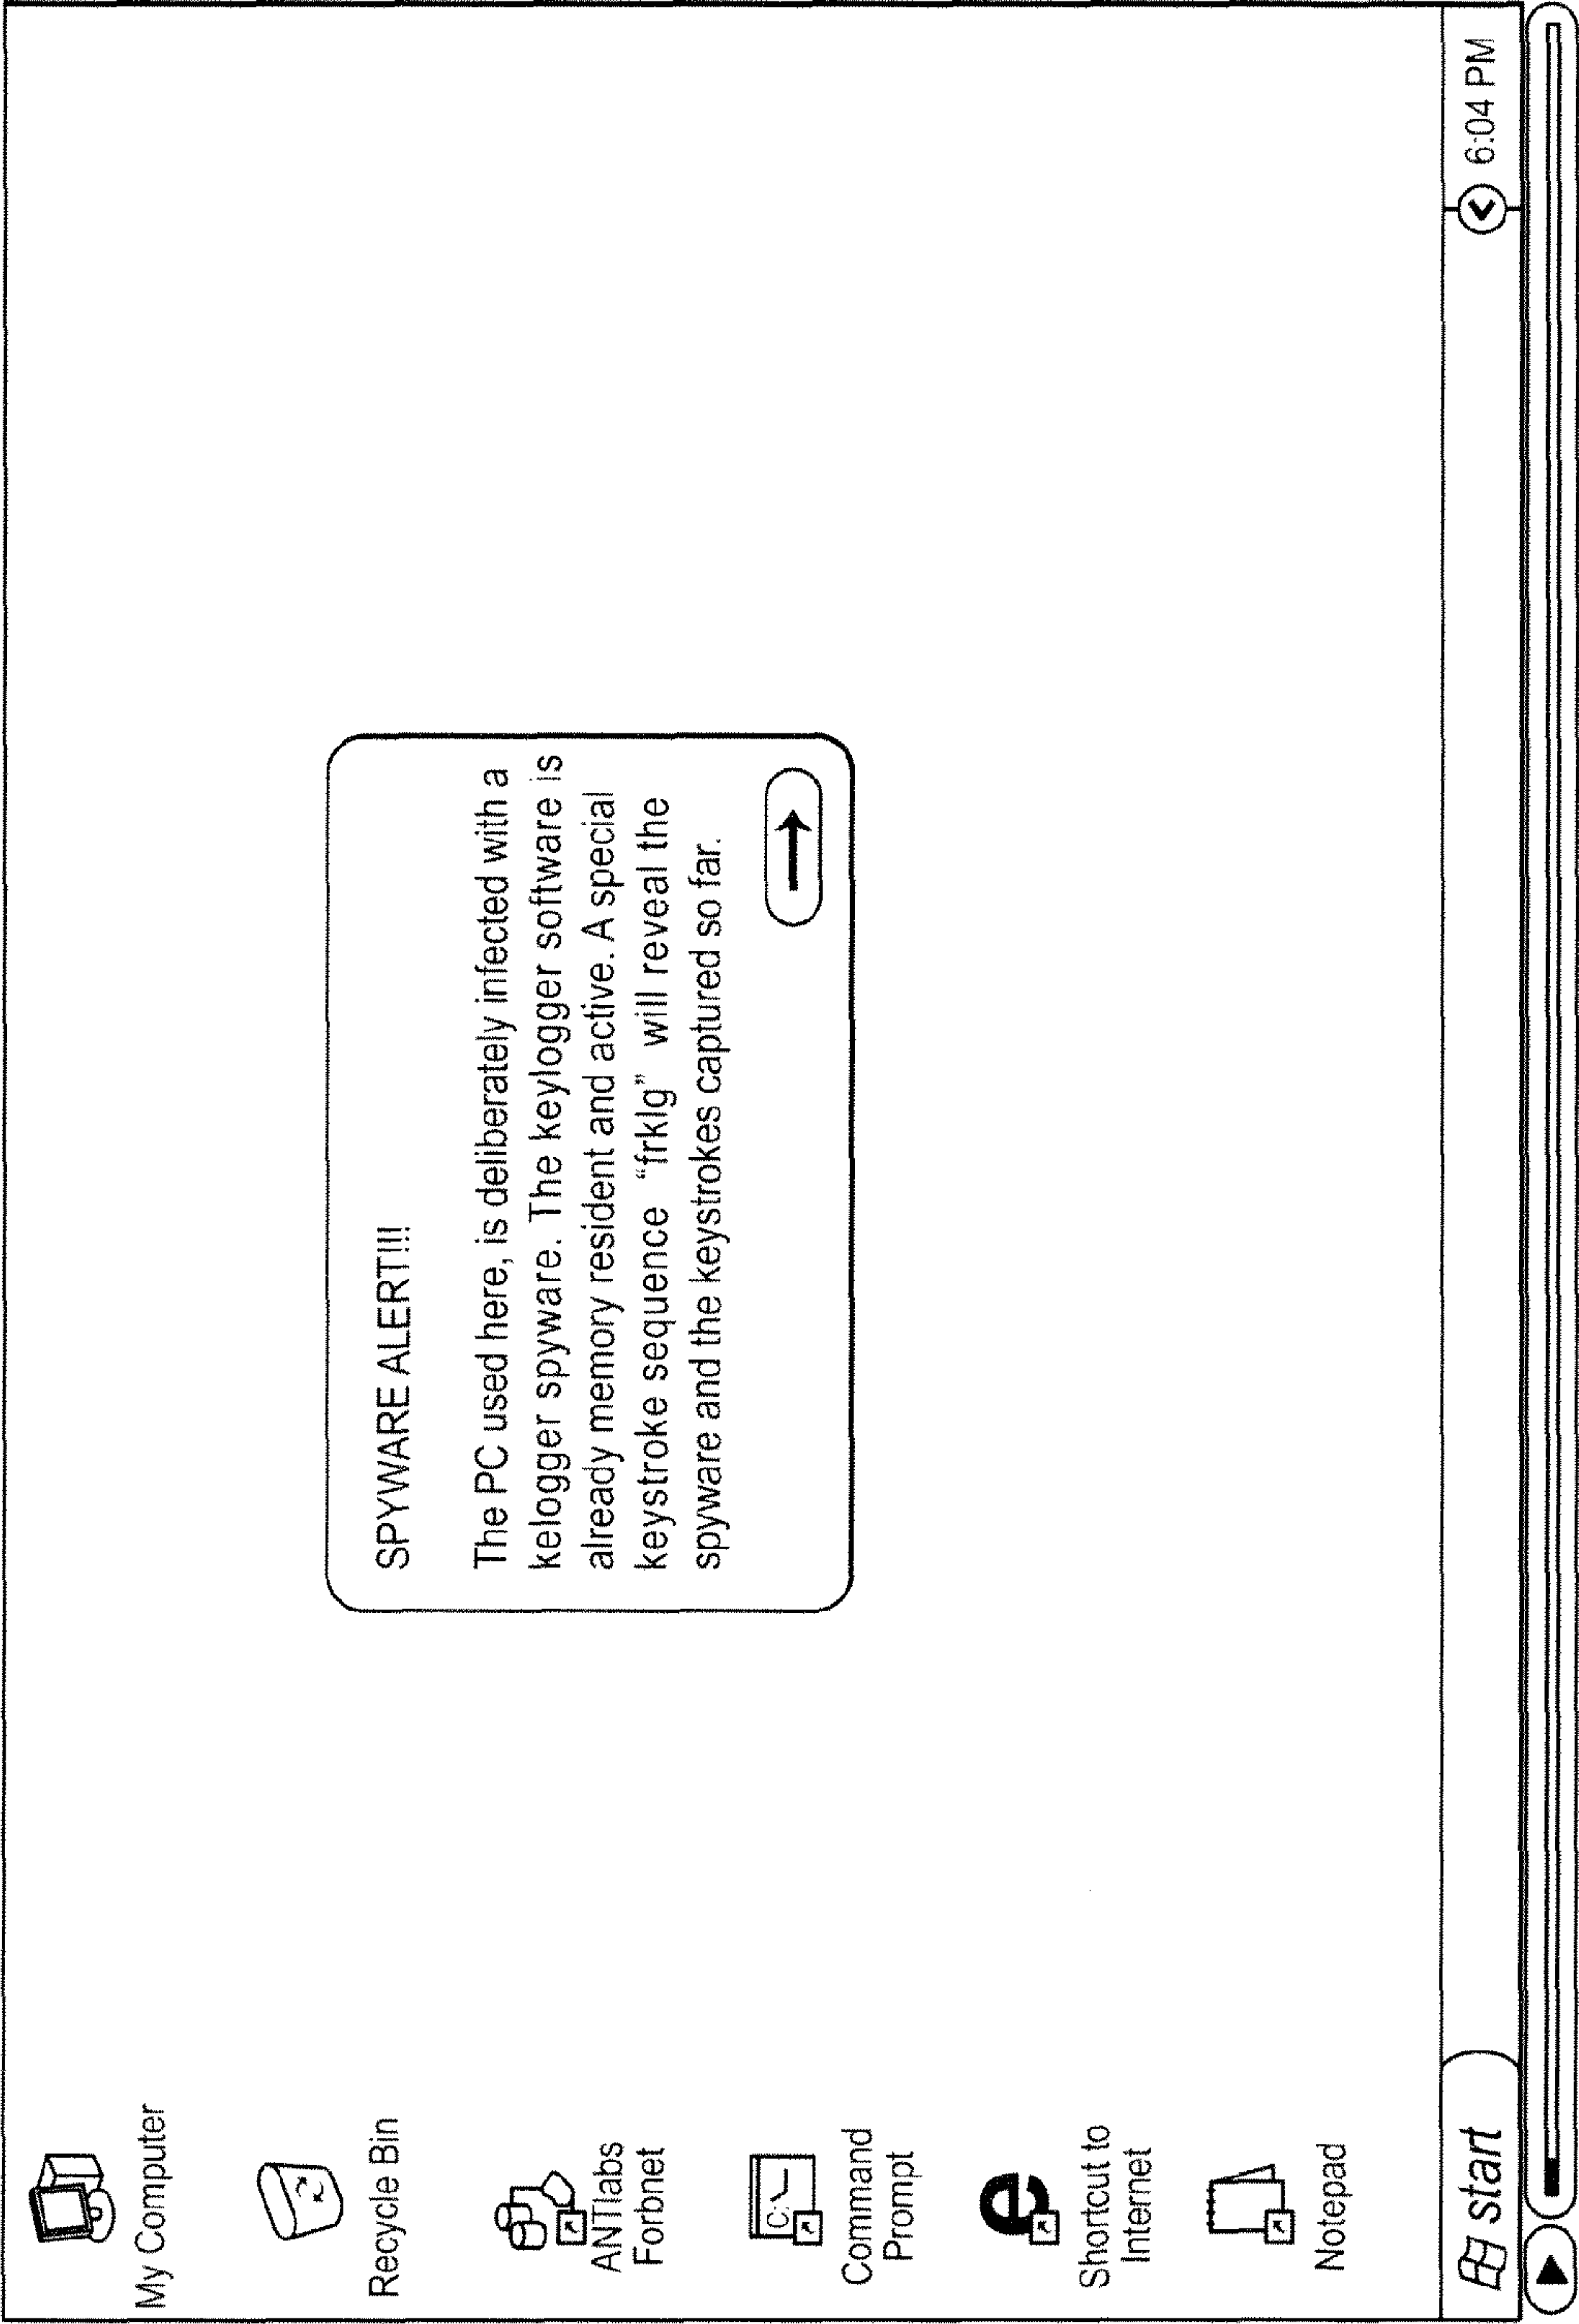 My Computer
Recycle Bin
ANTlabs
Forbnet
C:\
Command
Prompt
Shortcut to
Internet
Notepad
SPYWARE ALERT!!!
The PC used here, is deliberately infected with a
kelogger spyware. The keylogger software is
already memory resident and active. A special
keystroke sequence “frklg” will reveal the
spyware and the keystrokes captured so far.
start
6:04 PM